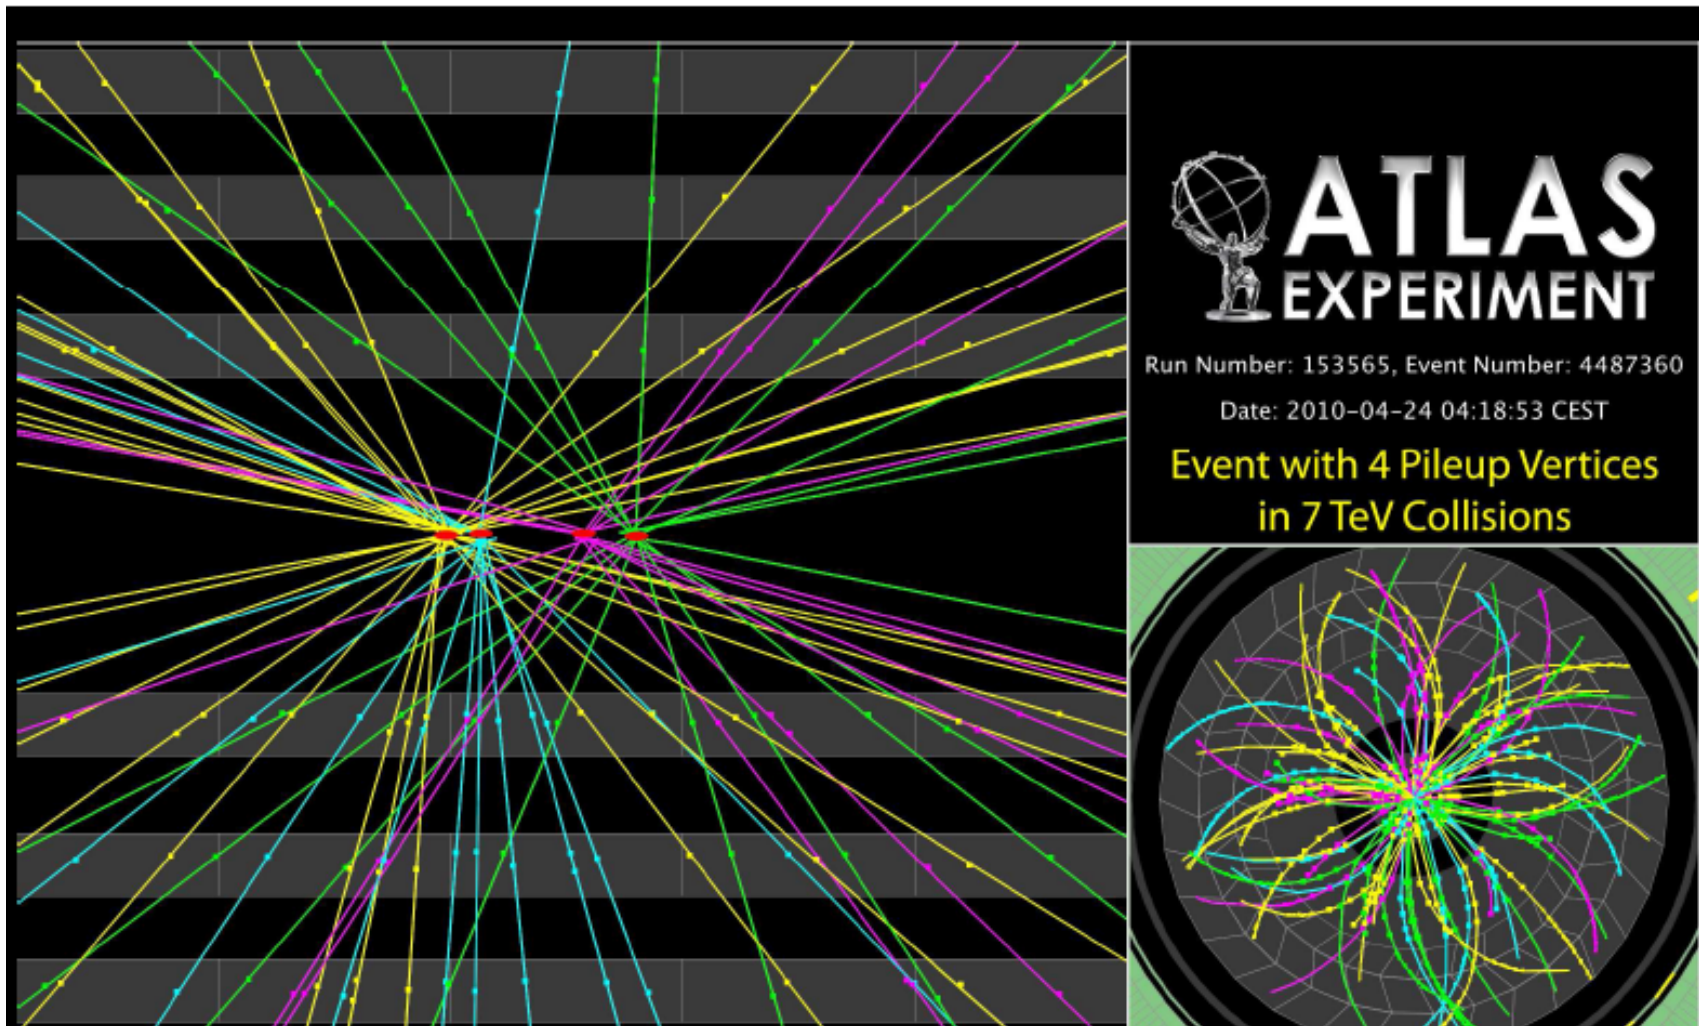 ATLAS
EXPERIMENT
Run Number: 153565, Event Number: 4487360
Date: 2010-04-24 04:18:53 CEST
Event with 4 Pileup Vertices
in 7 TeV Collisions